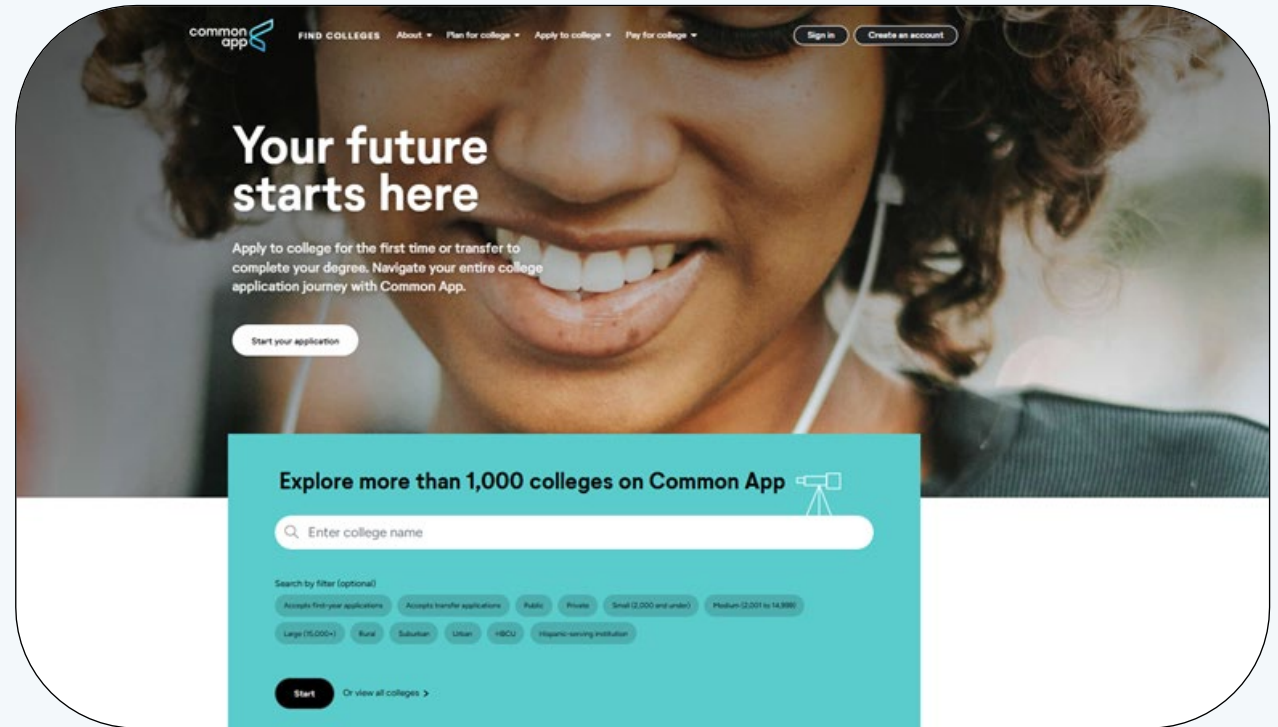 common
app
FIND COLLEGES About Plan for college Apply to college Pay for college Sign in Create an account
Your future
starts here
Apply to college for the first time or transfer to
complete your degree. Navigate your entire college
application journey with Common App.
Start your application
Explore more than 1,000 colleges on Common App
Enter college name
Search by filter (optional)
Accepts first-year applications Accepts transfer applications Public Private Small (2,000 and under) Medium (2,001 to 14,999)
Large (15,000+) Rural Suburban Urban HBCU Hispanic-serving institution
Start Or view all colleges